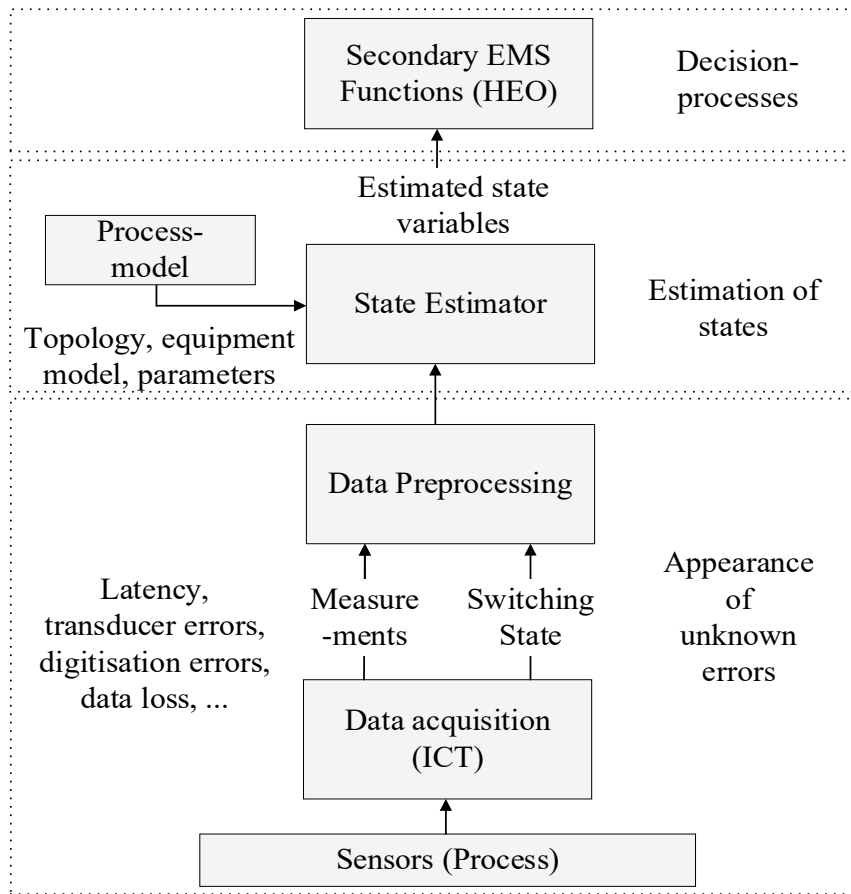 Secondary EMS
Functions (HEO)
Decision-
processes
Estimated state
variables
Process-
model
State Estimator
Estimation of
states
Topology, equipment
model, parameters
Data Preprocessing
Latency,
transducer errors,
digitisation errors,
data loss, ...
Measure
-ments
Switching
State
Appearance
of
unknown
errors
Data acquisition
(ICT)
Sensors (Process)